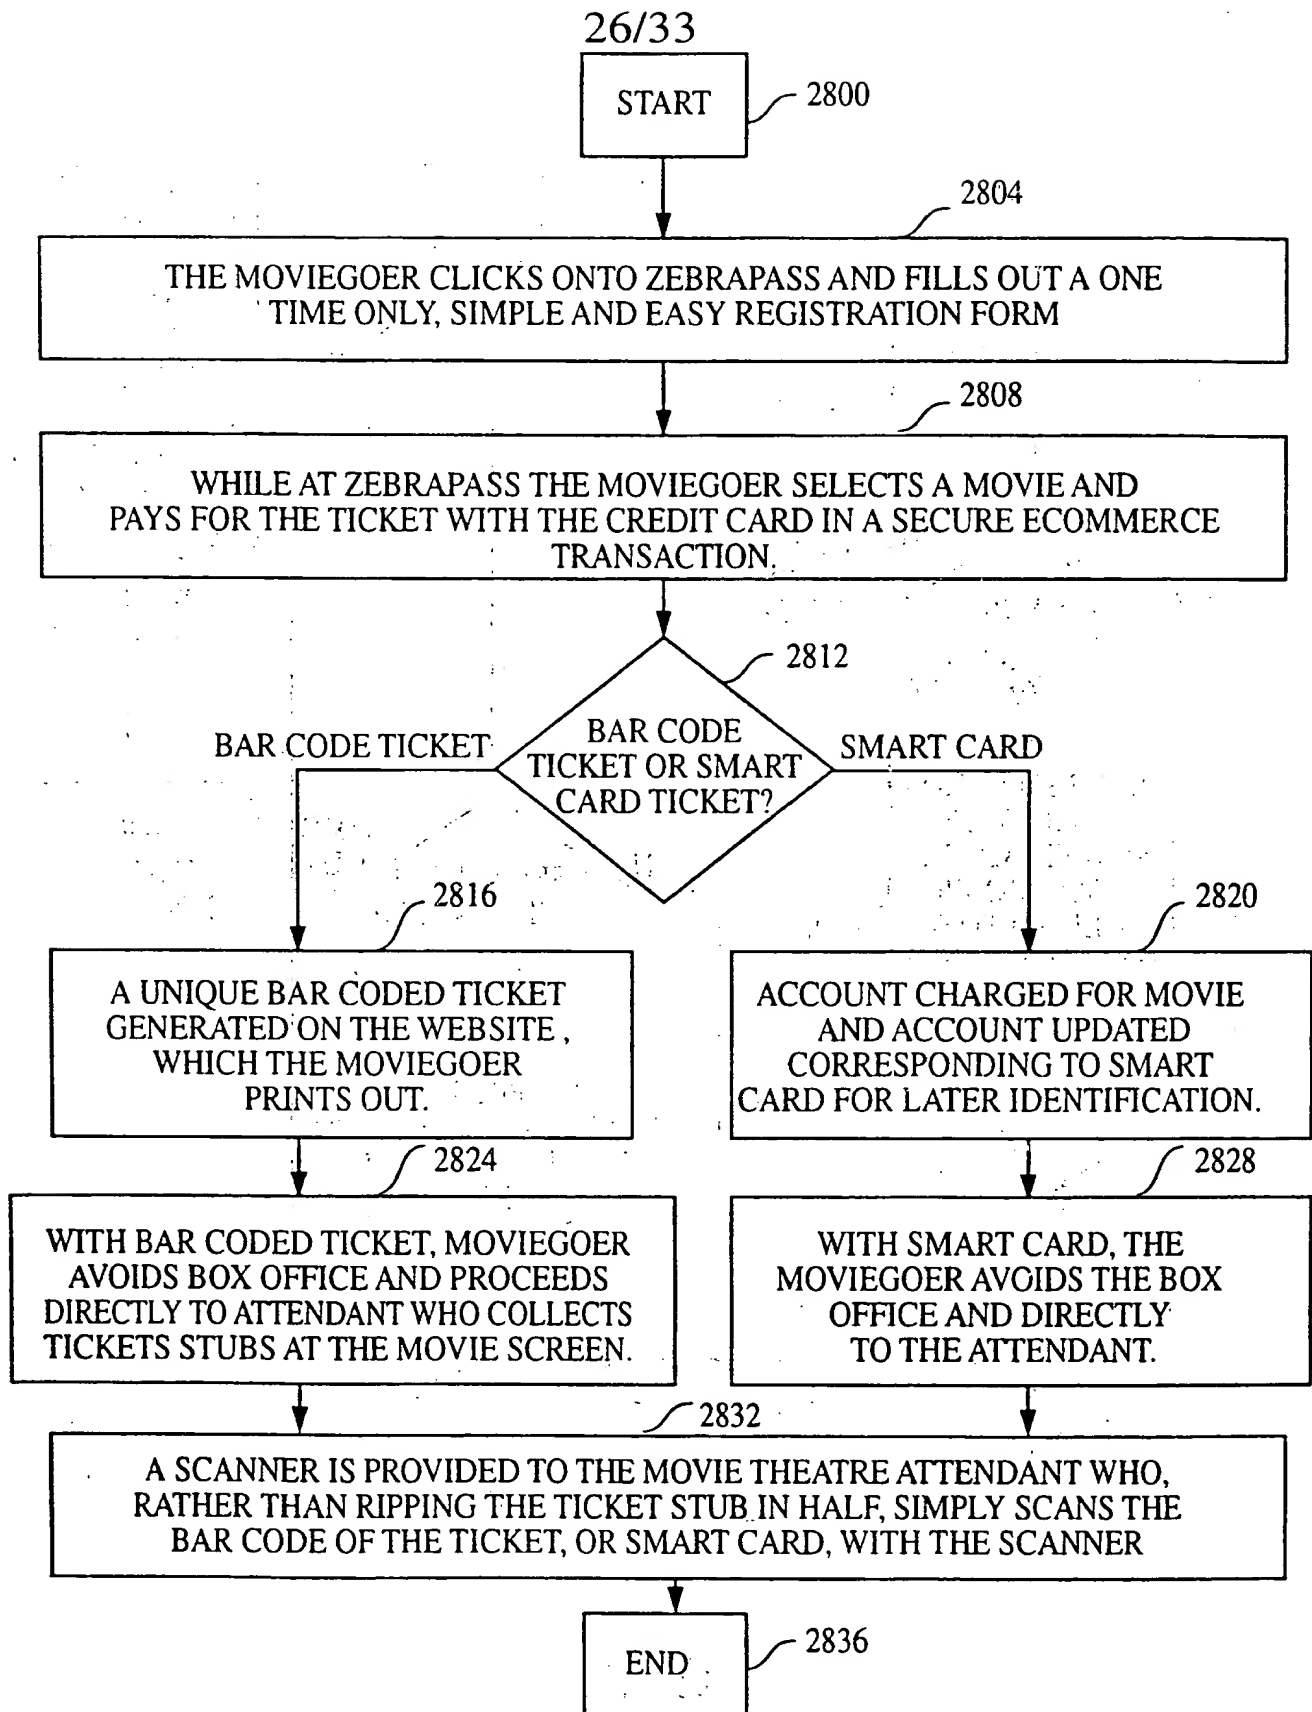 26/33
START
2800
2804
THE MOVIEGOER CLICKS ONTO ZEBRAPASS AND FILLS OUT A ONE
TIME ONLY, SIMPLE AND EASY REGISTRATION FORM
2808
WHILE AT ZEBRAPASS THE MOVIEGOER SELECTS A MOVIE AND
PAYS FOR THE TICKET WITH THE CREDIT CARD IN A SECURE ECOMMERCE
TRANSACTION.
2812
BAR CODE TICKET
BAR CODE
TICKET OR SMART
CARD TICKET?
SMART CARD
2816
A UNIQUE BAR CODED TICKET
GENERATED ON THE WEBSITE,
WHICH THE MOVIEGOER
PRINTS OUT.
2820
ACCOUNT CHARGED FOR MOVIE
AND ACCOUNT UPDATED
CORRESPONDING TO SMART
CARD FOR LATER IDENTIFICATION.
2824
WITH BAR CODED TICKET, MOVIEGOER
AVOIDS BOX OFFICE AND PROCEEDS
DIRECTLY TO ATTENDANT WHO COLLECTS
TICKETS STUBS AT THE MOVIE SCREEN.
2828
WITH SMART CARD, THE
MOVIEGOER AVOIDS THE BOX
OFFICE AND DIRECTLY
TO THE ATTENDANT.
2832
A SCANNER IS PROVIDED TO THE MOVIE THEATRE ATTENDANT WHO,
RATHER THAN RIPPING THE TICKET STUB IN HALF, SIMPLY SCANS THE
BAR CODE OF THE TICKET, OR SMART CARD, WITH THE SCANNER
END
2836